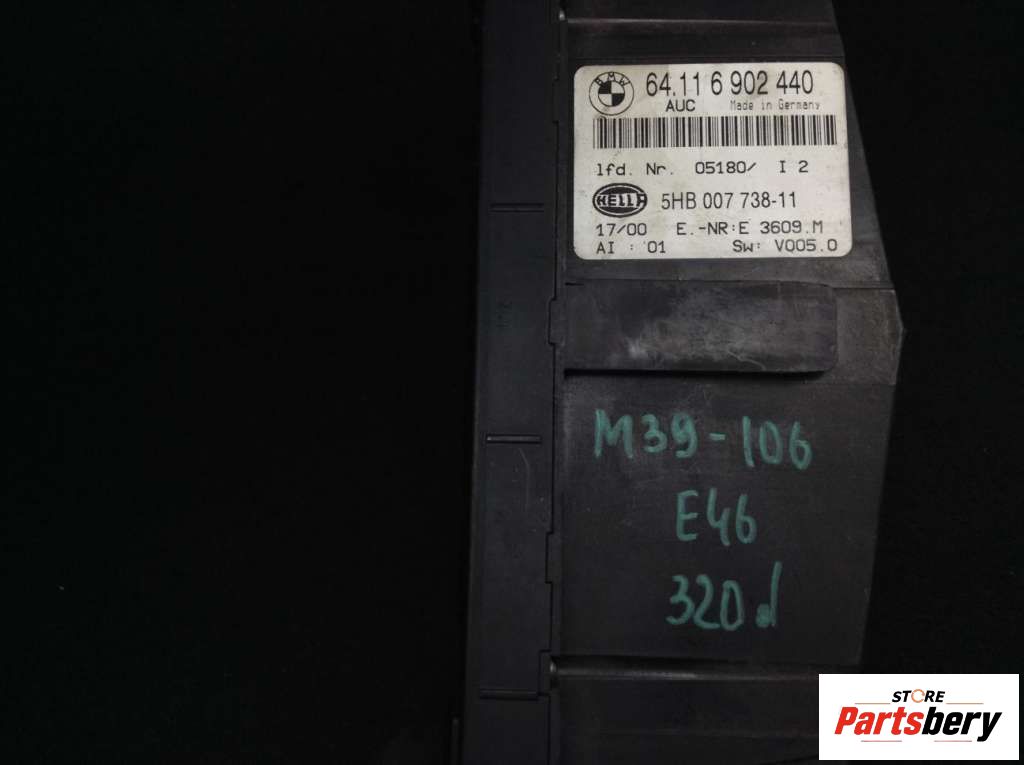 BMW
64.11 6 902 440
AUC Made in Germany
lfd. Nr. 05180/ I 2
HELLA 5HB 007 738-11
17/00 E.-NR:E 3609.M
AI : 01 Sw: V005.0
M39-106
E46
320d
STORE
Partsbery